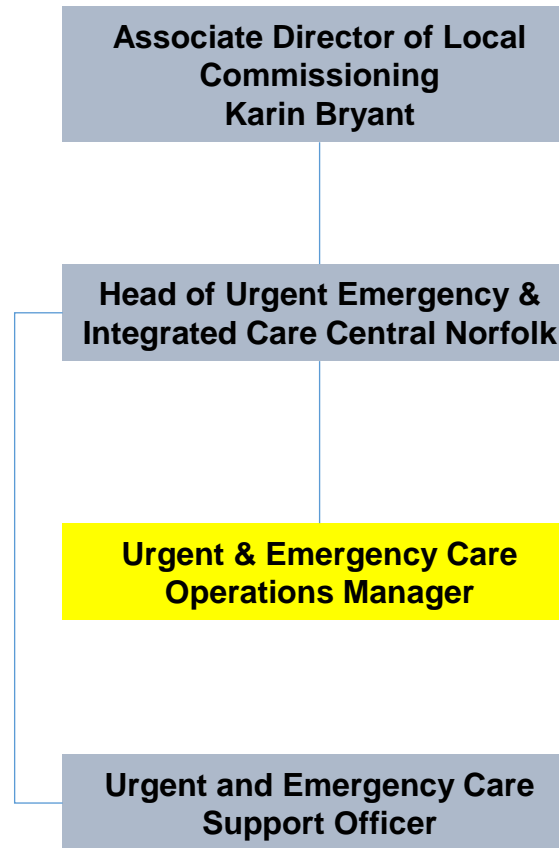 Associate Director of Local
Commissioning
Karin Bryant
Head of Urgent Emergency &
Integrated Care Central Norfolk
Urgent & Emergency Care
Operations Manager
Urgent and Emergency Care
Support Officer